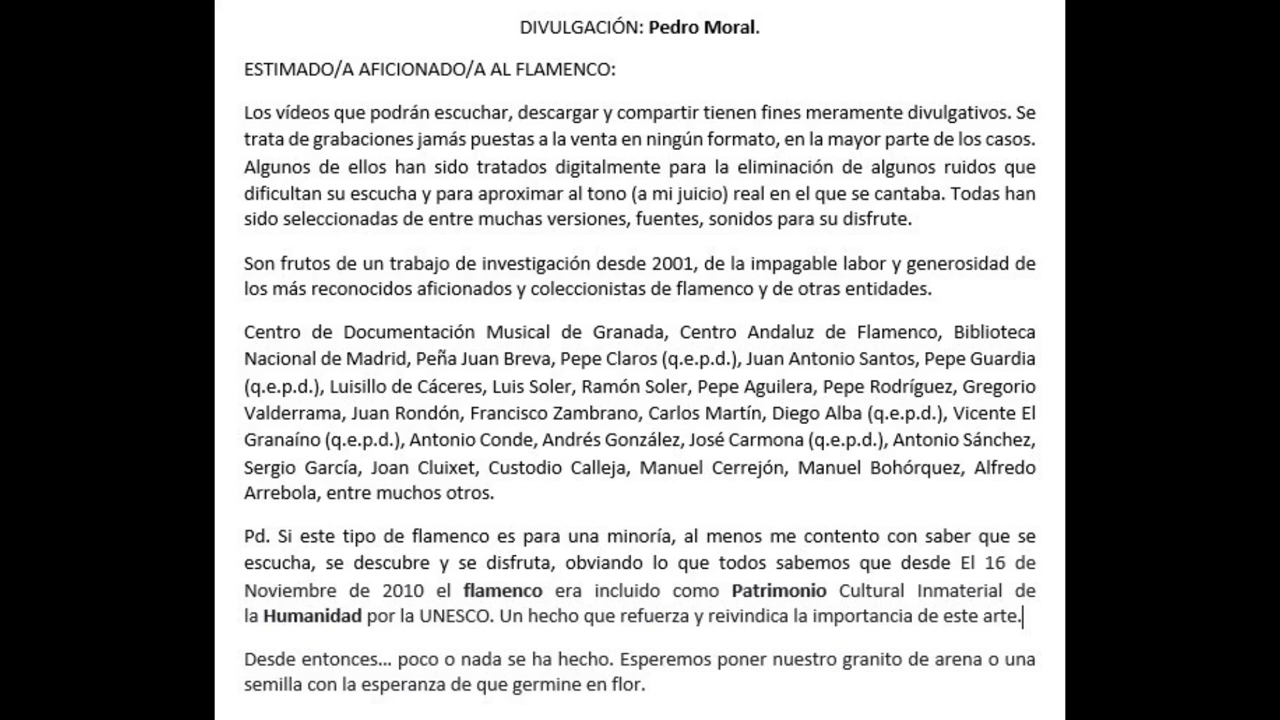 DIVULGACIÓN: Pedro Moral.
ESTIMADO/A AFICIONADO/A AL FLAMENCO:
Los vídeos que podrán escuchar, descargar y compartir tienen fines meramente divulgativos. Se
trata de grabaciones jamás puestas a la venta en ningún formato, en la mayor parte de los casos.
Algunos de ellos han sido tratados digitalmente para la eliminación de algunos ruidos que
dificultan su escucha y para aproximar al tono (a mi juicio) real en el que se cantaba. Todas han
sido seleccionadas de entre muchas versiones, fuentes, sonidos para su disfrute.
Son frutos de un trabajo de investigación desde 2001, de la impagable labor y generosidad de
los más reconocidos aficionados y coleccionistas de flamenco y de otras entidades.
Centro de Documentación Musical de Granada, Centro Andaluz de Flamenco, Biblioteca
Nacional de Madrid, Peña Juan Breva, Pepe Claros (q.e.p.d.), Juan Antonio Santos, Pepe Guardia
(q.e.p.d.), Luisillo de Cáceres, Luis Soler, Ramón Soler, Pepe Aguilera, Pepe Rodríguez, Gregorio
Valderrama, Juan Rondón, Francisco Zambrano, Carlos Martín, Diego Alba (q.e.p.d.), Vicente El
Granaíno (q.e.p.d.), Antonio Conde, Andrés González, José Carmona (q.e.p.d.), Antonio Sánchez,
Sergio García, Joan Cluixet, Custodio Calleja, Manuel Cerrejón, Manuel Bohórquez, Alfredo
Arrebola, entre muchos otros.
Pd. Si este tipo de flamenco es para una minoría, al menos me contento con saber que se
escucha, se descubre y se disfruta, obviando lo que todos sabemos que desde El 16 de
Noviembre de 2010 el flamenco era incluido como Patrimonio Cultural Inmaterial de
la Humanidad por la UNESCO. Un hecho que refuerza y reivindica la importancia de este arte.
Desde entonces... poco o nada se ha hecho. Esperemos poner nuestro granito de arena o una
semilla con la esperanza de que germine en flor.